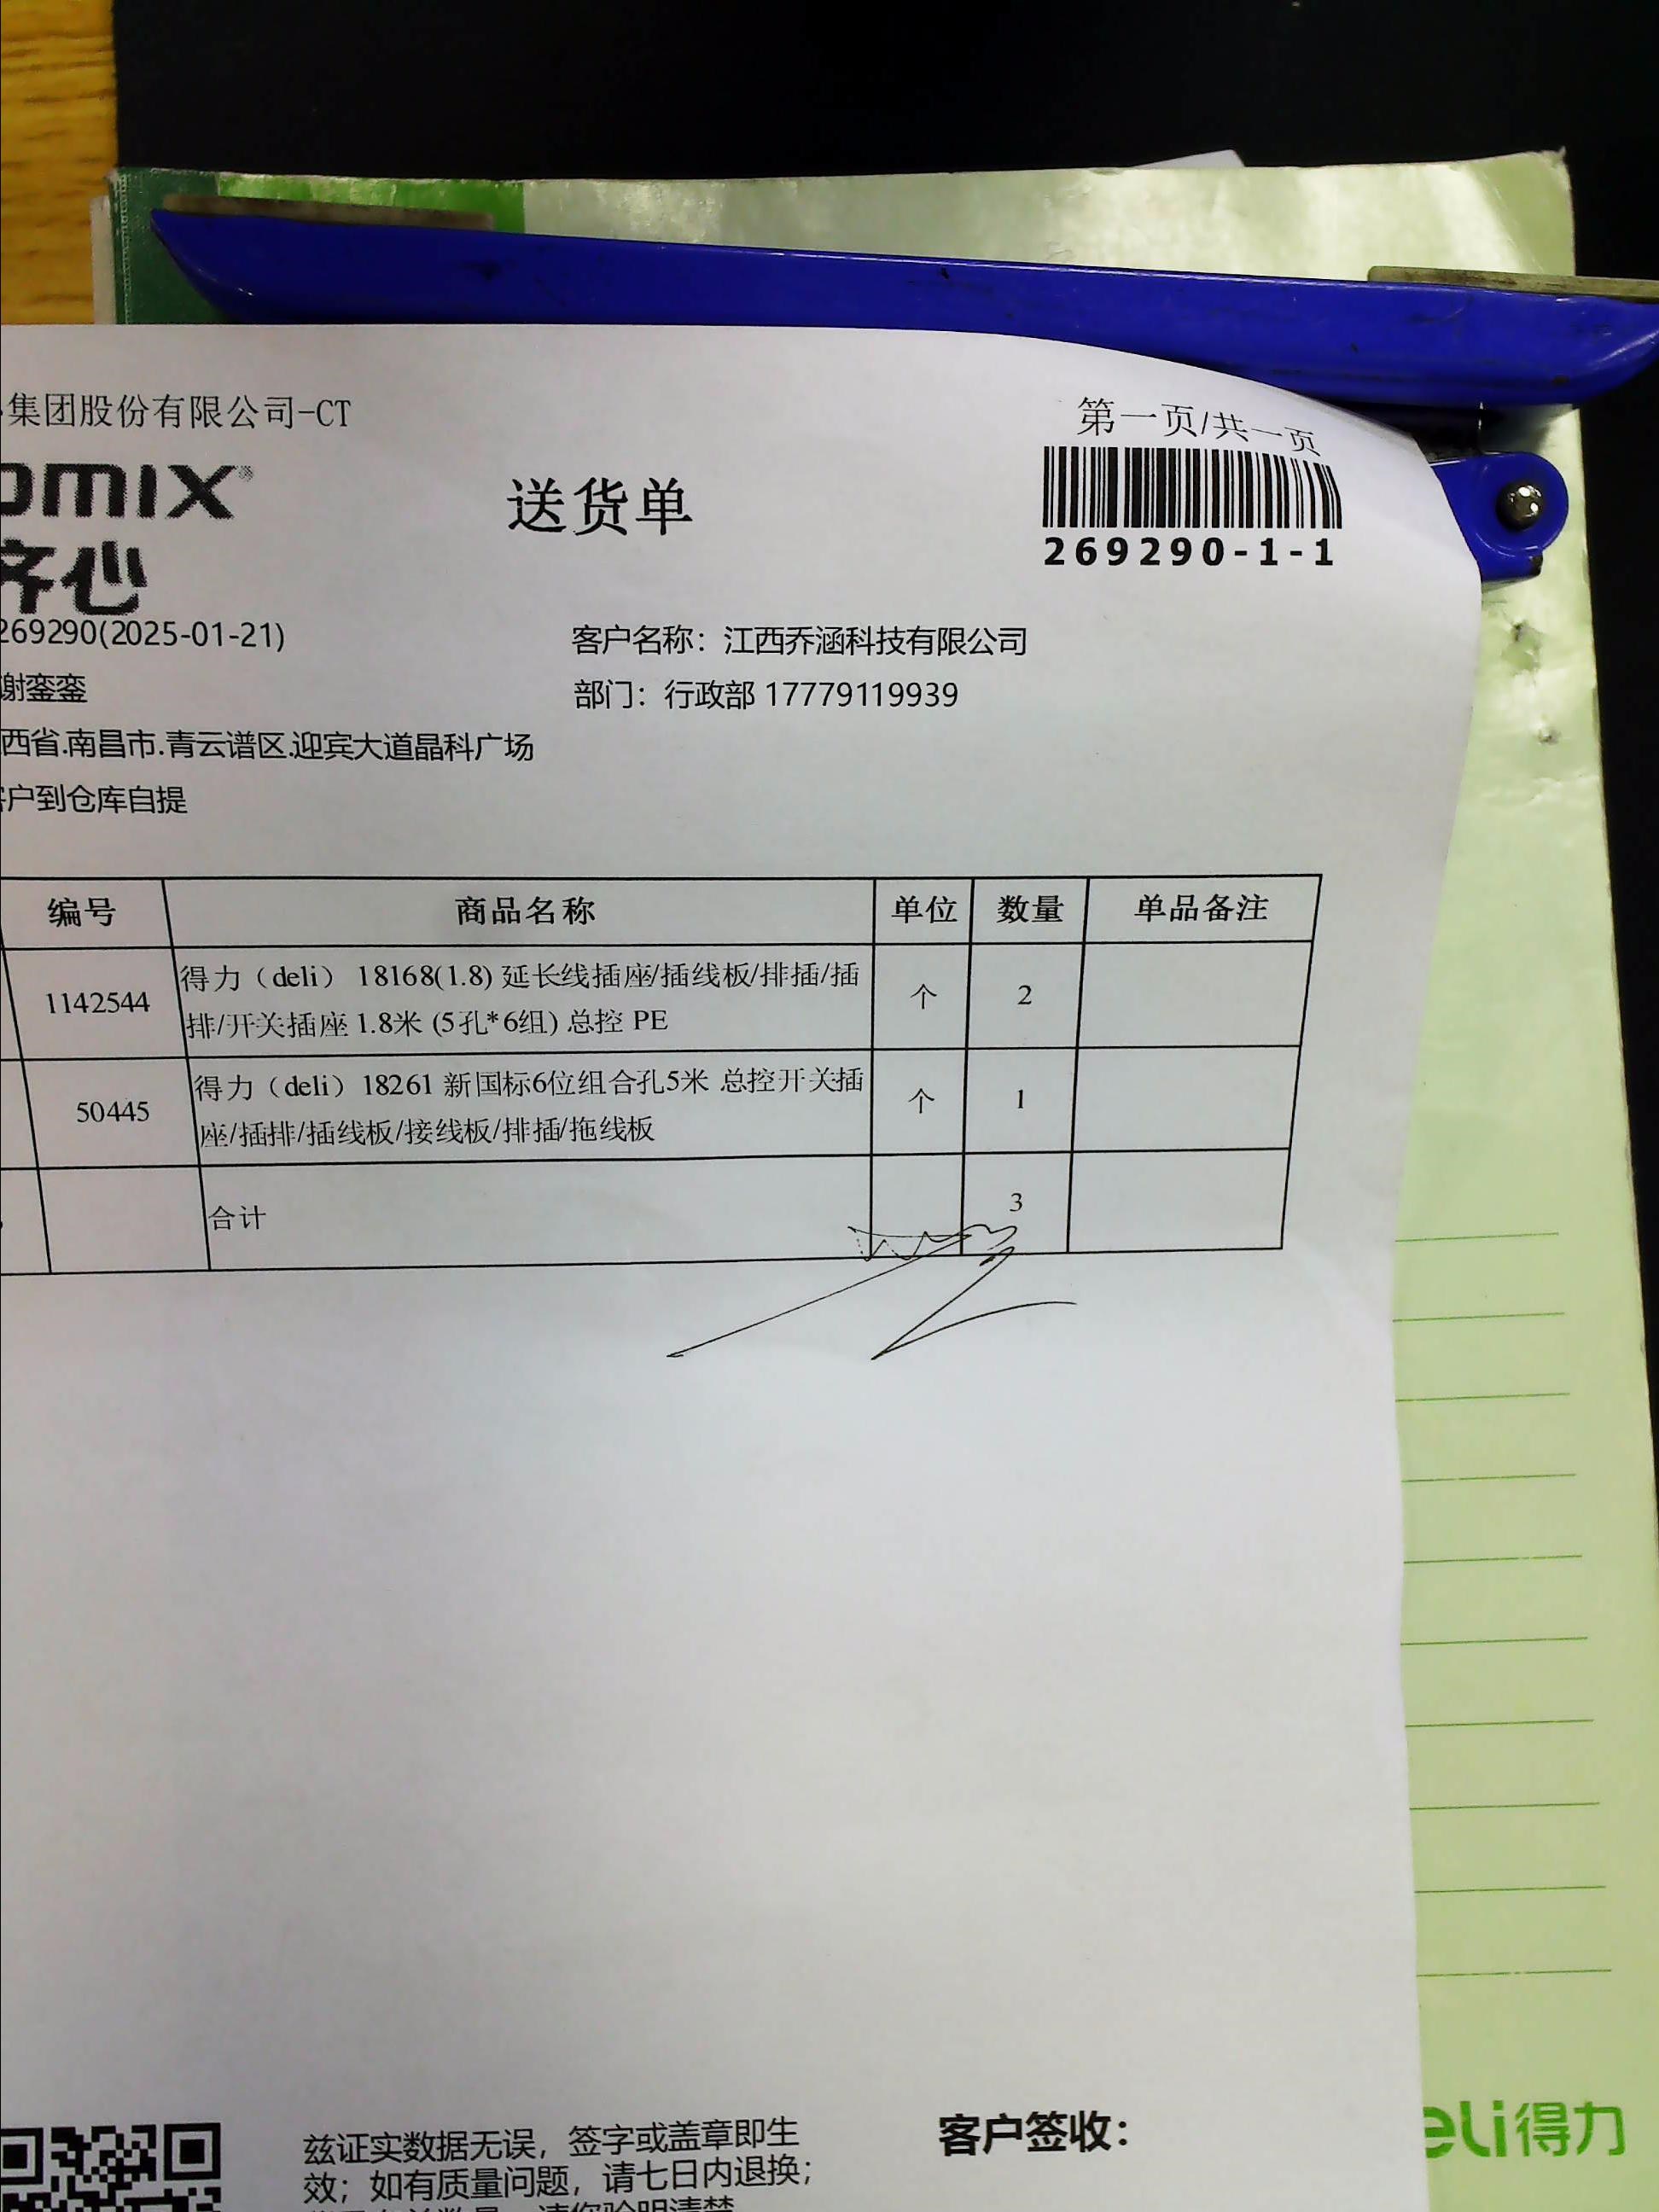 集团股份有限公司-CT
第一页/共一页
omix®
齐心
送货单
269290-1-1
269290(2025-01-21)
客户名称：江西乔涵科技有限公司
谢銮銮
部门：行政部 17779119939
西省.南昌市.青云谱区.迎宾大道晶科广场
客户到仓库自提
编号 商品名称 单位 数量 单品备注
1142544 得力（deli） 18168(1.8) 延长线插座/插线板/排插/插
排/开关插座 1.8米 (5孔*6组) 总控 PE 个 2
50445 得力（deli）18261 新国标6位组合孔5米 总控开关插
座/插排/插线板/接线板/排插/拖线板 个 1
合计 3
兹证实数据无误，签字或盖章即生
效；如有质量问题，请七日内退换；
客户签收：
eli得力